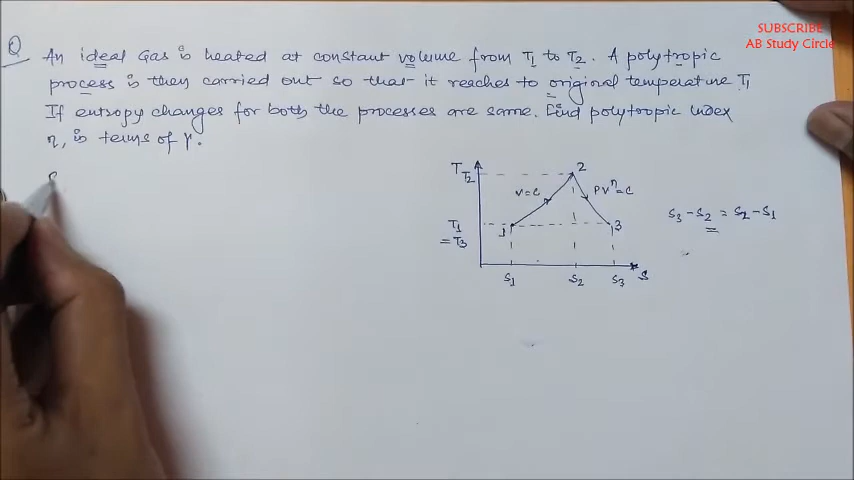 SUBSCRIBE
AB Study Circle
Q An ideal Gas is heated at constant volume from T1 to T2. A polytropic
process is then carried out so that it reaches to original temperature T1
If entropy changes for both the processes are same. Find polytropic index
η, in terms of γ.
T
T2
2
V=C
PVη=C
T1
1
3
= T3
S1
S2
S3
S
S3 - S2 = S2 - S1